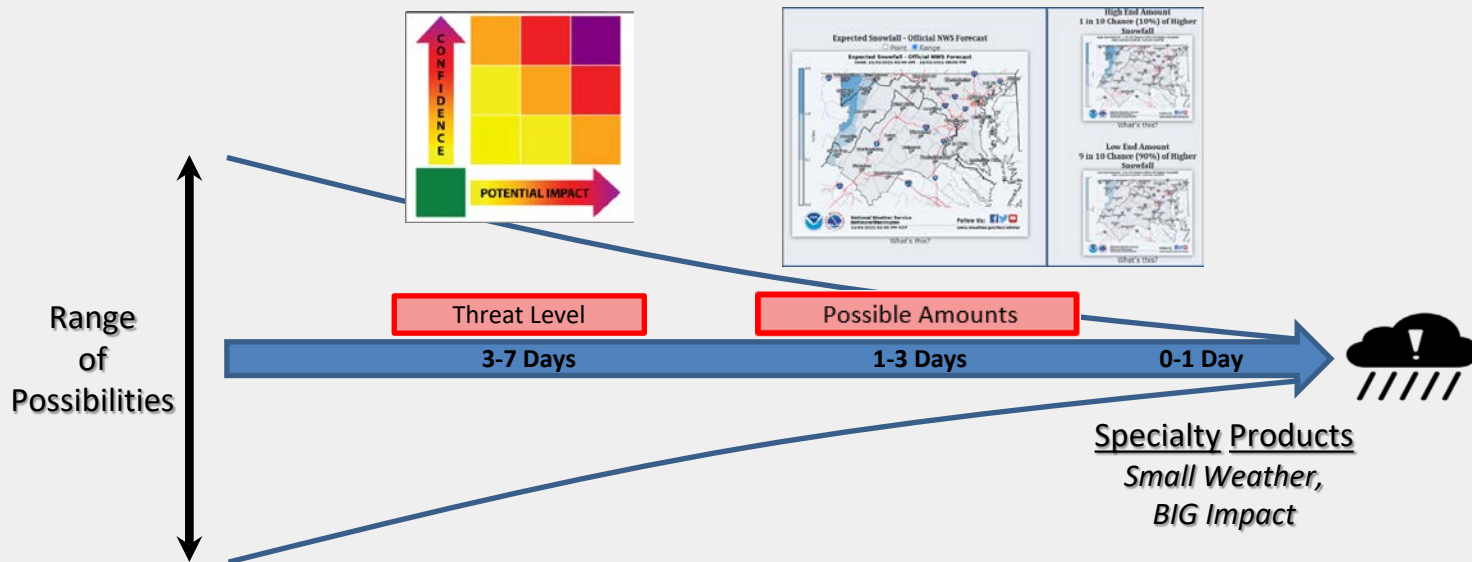 CONFIDENCE
POTENTIAL IMPACT
Expected Snowfall - Official NWS Forecast
Point Range
Expected Snowfall - Official NWS Forecast
National Weather Service
Baltimore/Washington
Follow Us:
What's this?
High End Amount
1 in 10 Chance (10%) of Higher
Snowfall
What's this?
Low End Amount
9 in 10 Chance (90%) of Higher
Snowfall
What's this?
Range
of
Possibilities
Threat Level
Possible Amounts
3-7 Days
1-3 Days
0-1 Day
!
Specialty Products
Small Weather,
BIG Impact